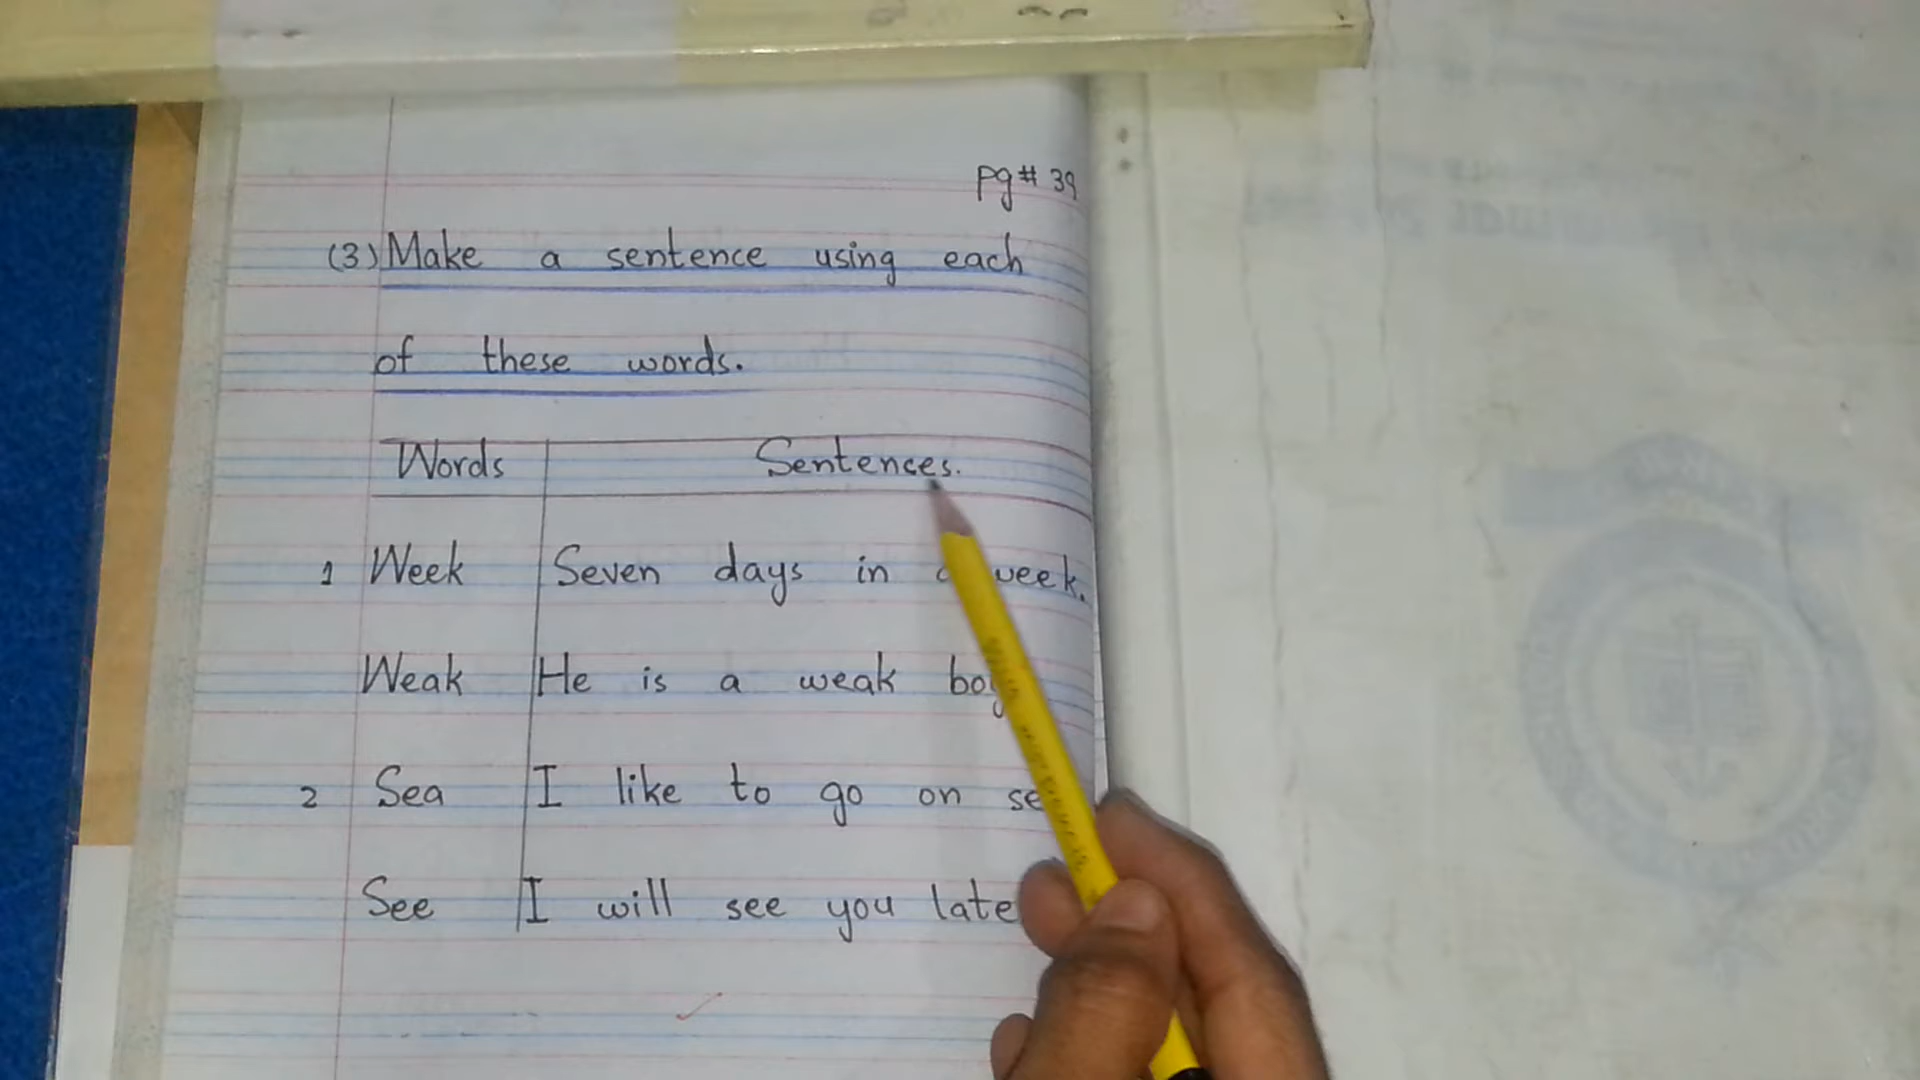 pg# 39
(3) Make a sentence using each
of these words.
Words Sentences.
1 Week Seven days in a week.
Weak He is a weak boy
2 Sea I like to go on
See I will see you